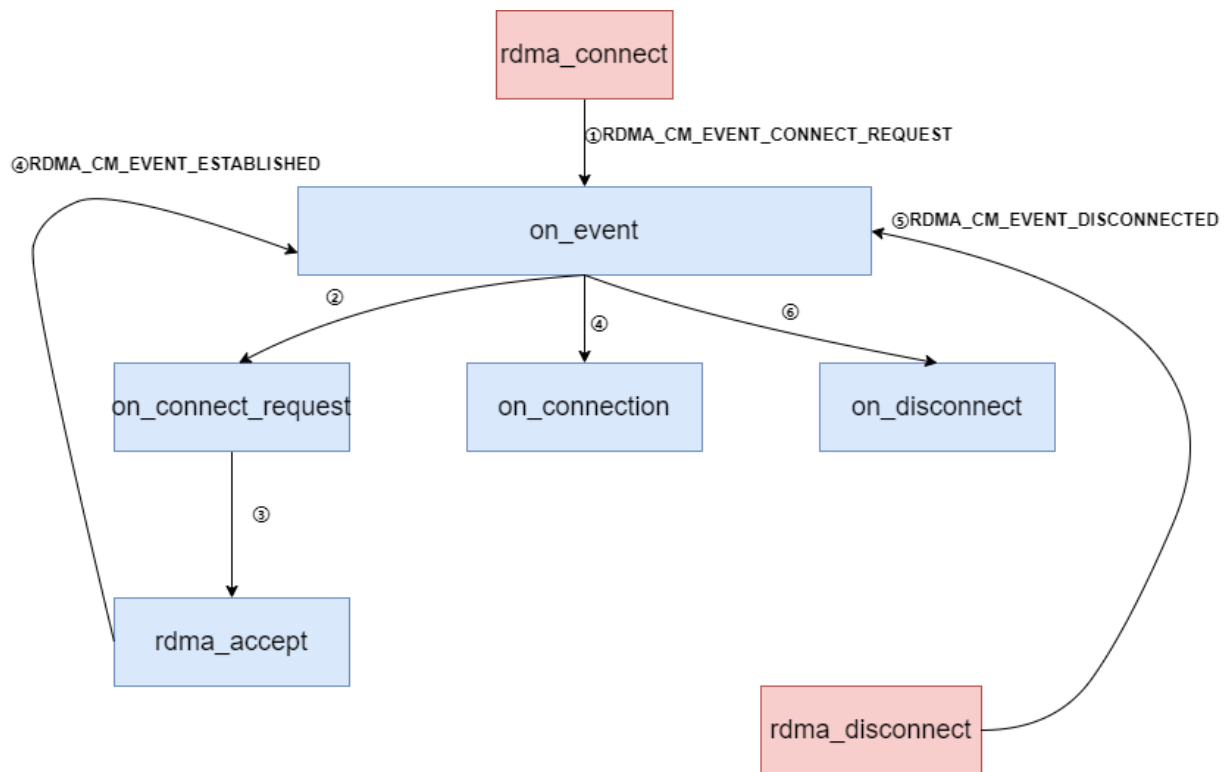 rdma_connect
①RDMA_CM_EVENT_CONNECT_REQUEST
④RDMA_CM_EVENT_ESTABLISHED
on_event
⑤RDMA_CM_EVENT_DISCONNECTED
②
④
⑥
on_connect_request
on_connection
on_disconnect
③
rdma_accept
rdma_disconnect